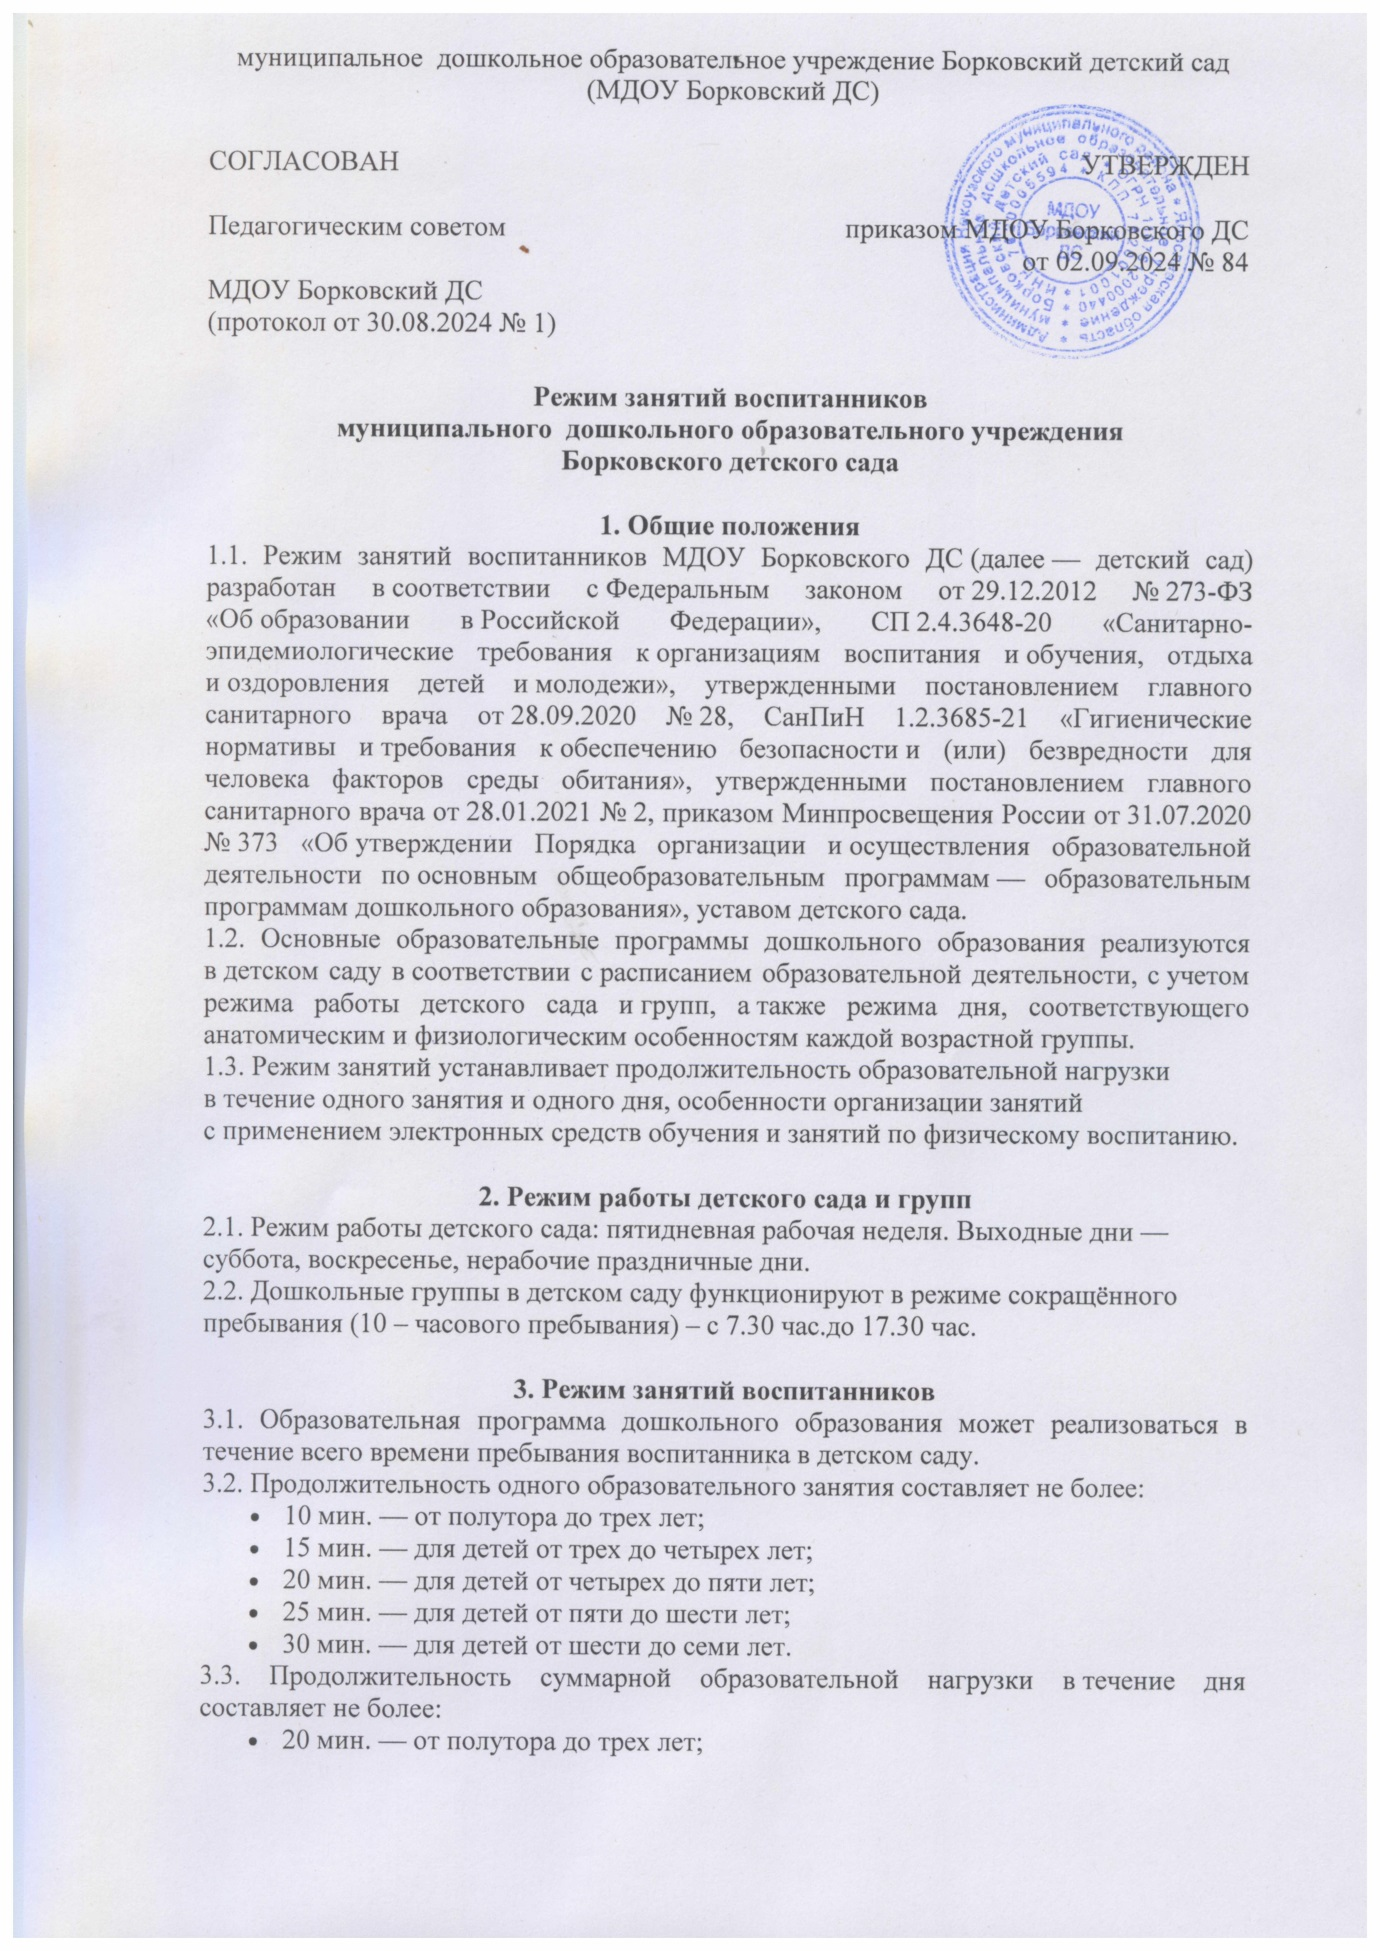 муниципальное дошкольное образовательное учреждение Борковский детский сад
(МДОУ Борковский ДС)
СОГЛАСОВАН
УТВЕРЖДЕН
Педагогическим советом
приказом МДОУ Борковского ДС
от 02.09.2024 № 84
МДОУ Борковский ДС
(протокол от 30.08.2024 № 1)
МДОУ
Борковский
ДС
Режим занятий воспитанников
муниципального дошкольного образовательного учреждения
Борковского детского сада
1. Общие положения
1.1. Режим занятий воспитанников МДОУ Борковского ДС (далее — детский сад)
разработан в соответствии с Федеральным законом от 29.12.2012 № 273-ФЗ
«Об образовании в Российской Федерации», СП 2.4.3648-20 «Санитарно-
эпидемиологические требования к организациям воспитания и обучения, отдыха
и оздоровления детей и молодежи», утвержденными постановлением главного
санитарного врача от 28.09.2020 № 28, СанПиН 1.2.3685-21 «Гигиенические
нормативы и требования к обеспечению безопасности и (или) безвредности для
человека факторов среды обитания», утвержденными постановлением главного
санитарного врача от 28.01.2021 № 2, приказом Минпросвещения России от 31.07.2020
№ 373 «Об утверждении Порядка организации и осуществления образовательной
деятельности по основным общеобразовательным программам — образовательным
программам дошкольного образования», уставом детского сада.
1.2. Основные образовательные программы дошкольного образования реализуются
в детском саду в соответствии с расписанием образовательной деятельности, с учетом
режима работы детского сада и групп, а также режима дня, соответствующего
анатомическим и физиологическим особенностям каждой возрастной группы.
1.3. Режим занятий устанавливает продолжительность образовательной нагрузки
в течение одного занятия и одного дня, особенности организации занятий
с применением электронных средств обучения и занятий по физическому воспитанию.
2. Режим работы детского сада и групп
2.1. Режим работы детского сада: пятидневная рабочая неделя. Выходные дни —
суббота, воскресенье, нерабочие праздничные дни.
2.2. Дошкольные группы в детском саду функционируют в режиме сокращённого
пребывания (10 – часового пребывания) – с 7.30 час.до 17.30 час.
3. Режим занятий воспитанников
3.1. Образовательная программа дошкольного образования может реализоваться в
течение всего времени пребывания воспитанника в детском саду.
3.2. Продолжительность одного образовательного занятия составляет не более:
• 10 мин. — от полутора до трех лет;
• 15 мин. — для детей от трех до четырех лет;
• 20 мин. — для детей от четырех до пяти лет;
• 25 мин. — для детей от пяти до шести лет;
• 30 мин. — для детей от шести до семи лет.
3.3. Продолжительность суммарной образовательной нагрузки в течение дня
составляет не более:
• 20 мин. — от полутора до трех лет;